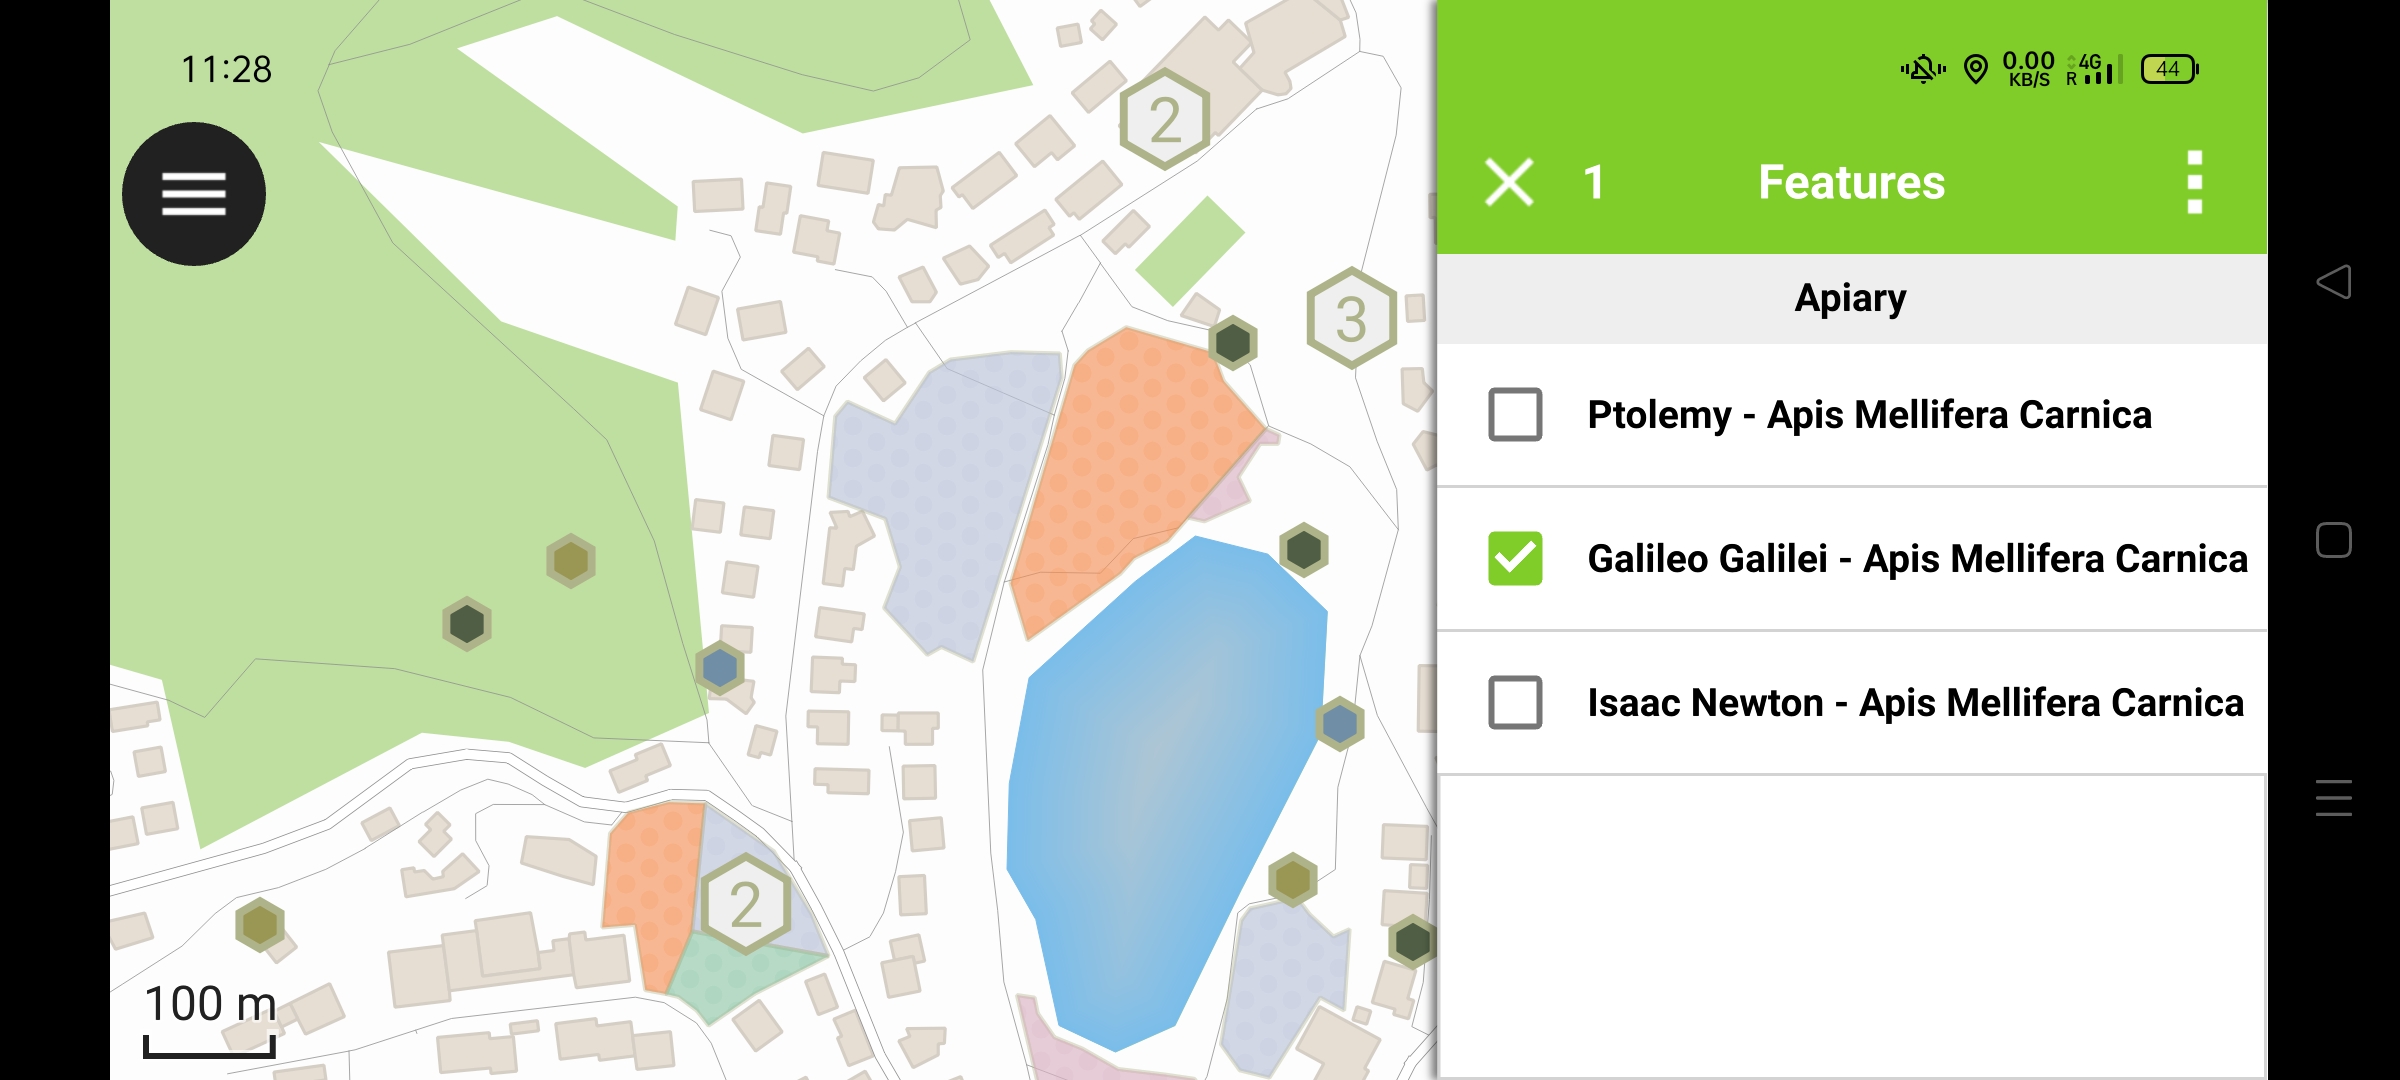 11:28
0.00
KB/S
4G
R
44
1 Features
Apiary
Ptolemy - Apis Mellifera Carnica
Galileo Galilei - Apis Mellifera Carnica
Isaac Newton - Apis Mellifera Carnica
2
3
2
100 m